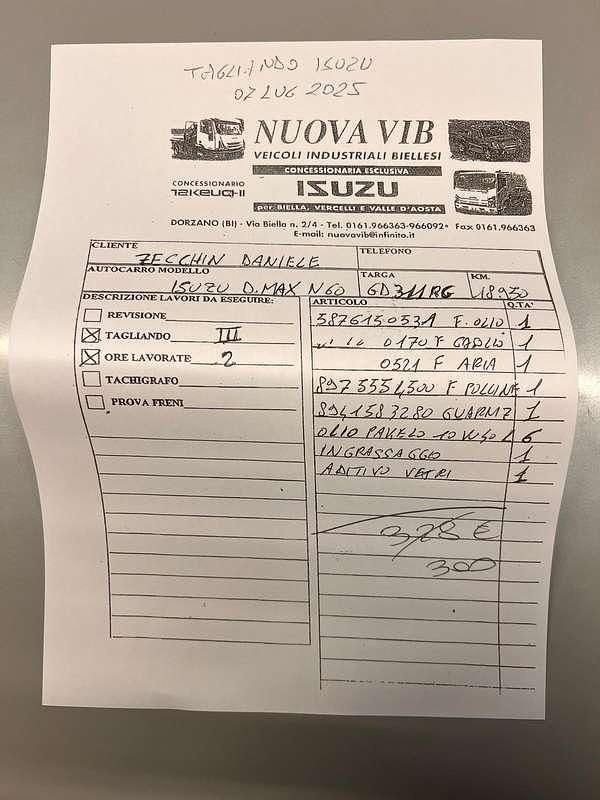 TAGLIANDO ISUZU
07 LUG 2025
NUOVA VIB
VEICOLI INDUSTRIALI BIELLESI
CONCESSIONARIA ESCLUSIVA
CONCESSIONARIO
TAKEUCHI
ISUZU
per BIELLA, VERCELLI E VALLE D'AOSTA
DORZANO (BI) - Via Biella n. 2/4 - Tel. 0161.966363-966092 • Fax 0161.966363
E-mail: nuovavib@infinito.it
CLIENTE ZECCHIN DANIELE TELEFONO
AUTOCARRO MODELLO ISUZU D.MAX N60 TARGA GD311RG KM. 48950
DESCRIZIONE LAVORI DA ESEGUIRE: ARTICOLO Q.TA'
REVISIONE 5876150531 F. OLIO 1
TAGLIANDO III 0170 F GASOLIO 1
ORE LAVORATE 2 0521 F ARIA 1
TACHIGRAFO F POLLINE 1
PROVA FRENI 8941583280 GUARNIZ 1
OLIO PAKELO 10 W30 L 6
INGRASSAGGIO 1
ADITIVO VETRI 1
328 €
300